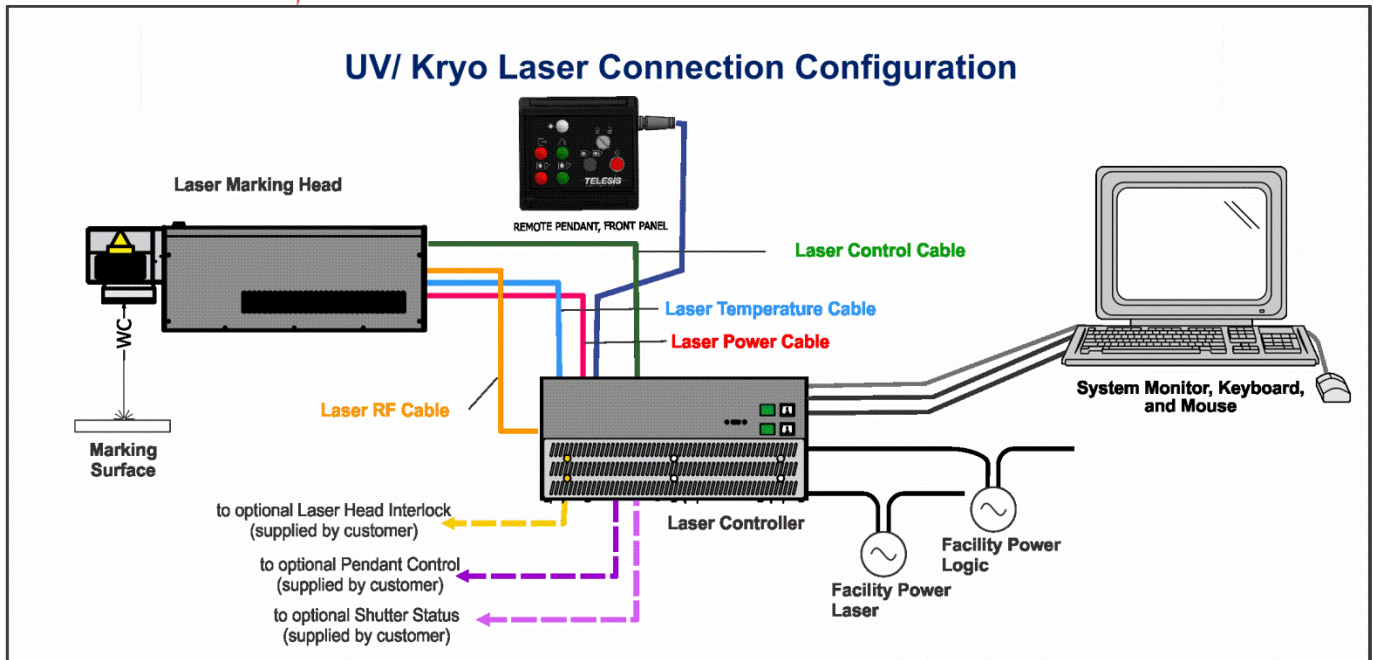 UV/ Kryo Laser Connection Configuration
Laser Marking Head
TELESIS
REMOTE PENDANT, FRONT PANEL
Laser Control Cable
Laser Temperature Cable
Laser Power Cable
WC
Laser RF Cable
System Monitor, Keyboard,
and Mouse
Marking
Surface
to optional Laser Head Interlock
(supplied by customer)
Laser Controller
to optional Pendant Control
(supplied by customer)
Facility Power
Logic
Facility Power
Laser
to optional Shutter Status
(supplied by customer)